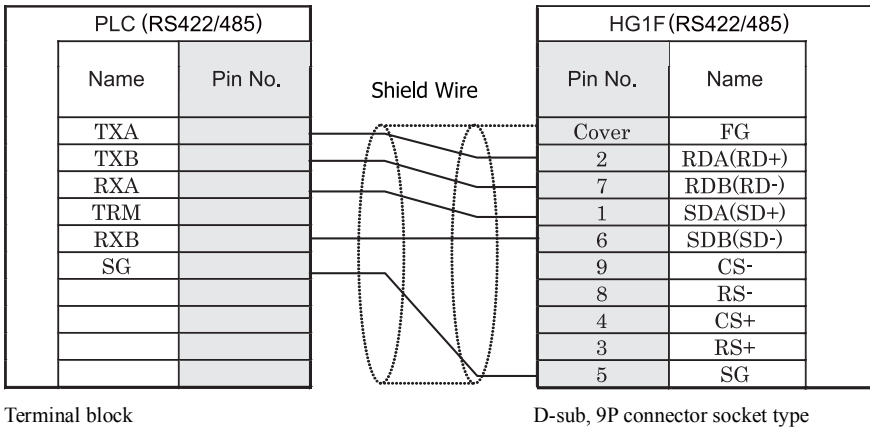 PLC (RS422/485) HG1F (RS422/485)
Name Pin No. Shield Wire Pin No. Name
TXA Cover FG
TXB 2 RDA(RD+)
RXA 7 RDB(RD-)
TRM 1 SDA(SD+)
RXB 6 SDB(SD-)
SG 9 CS-
8 RS-
4 CS+
3 RS+
5 SG
Terminal block D-sub, 9P connector socket type